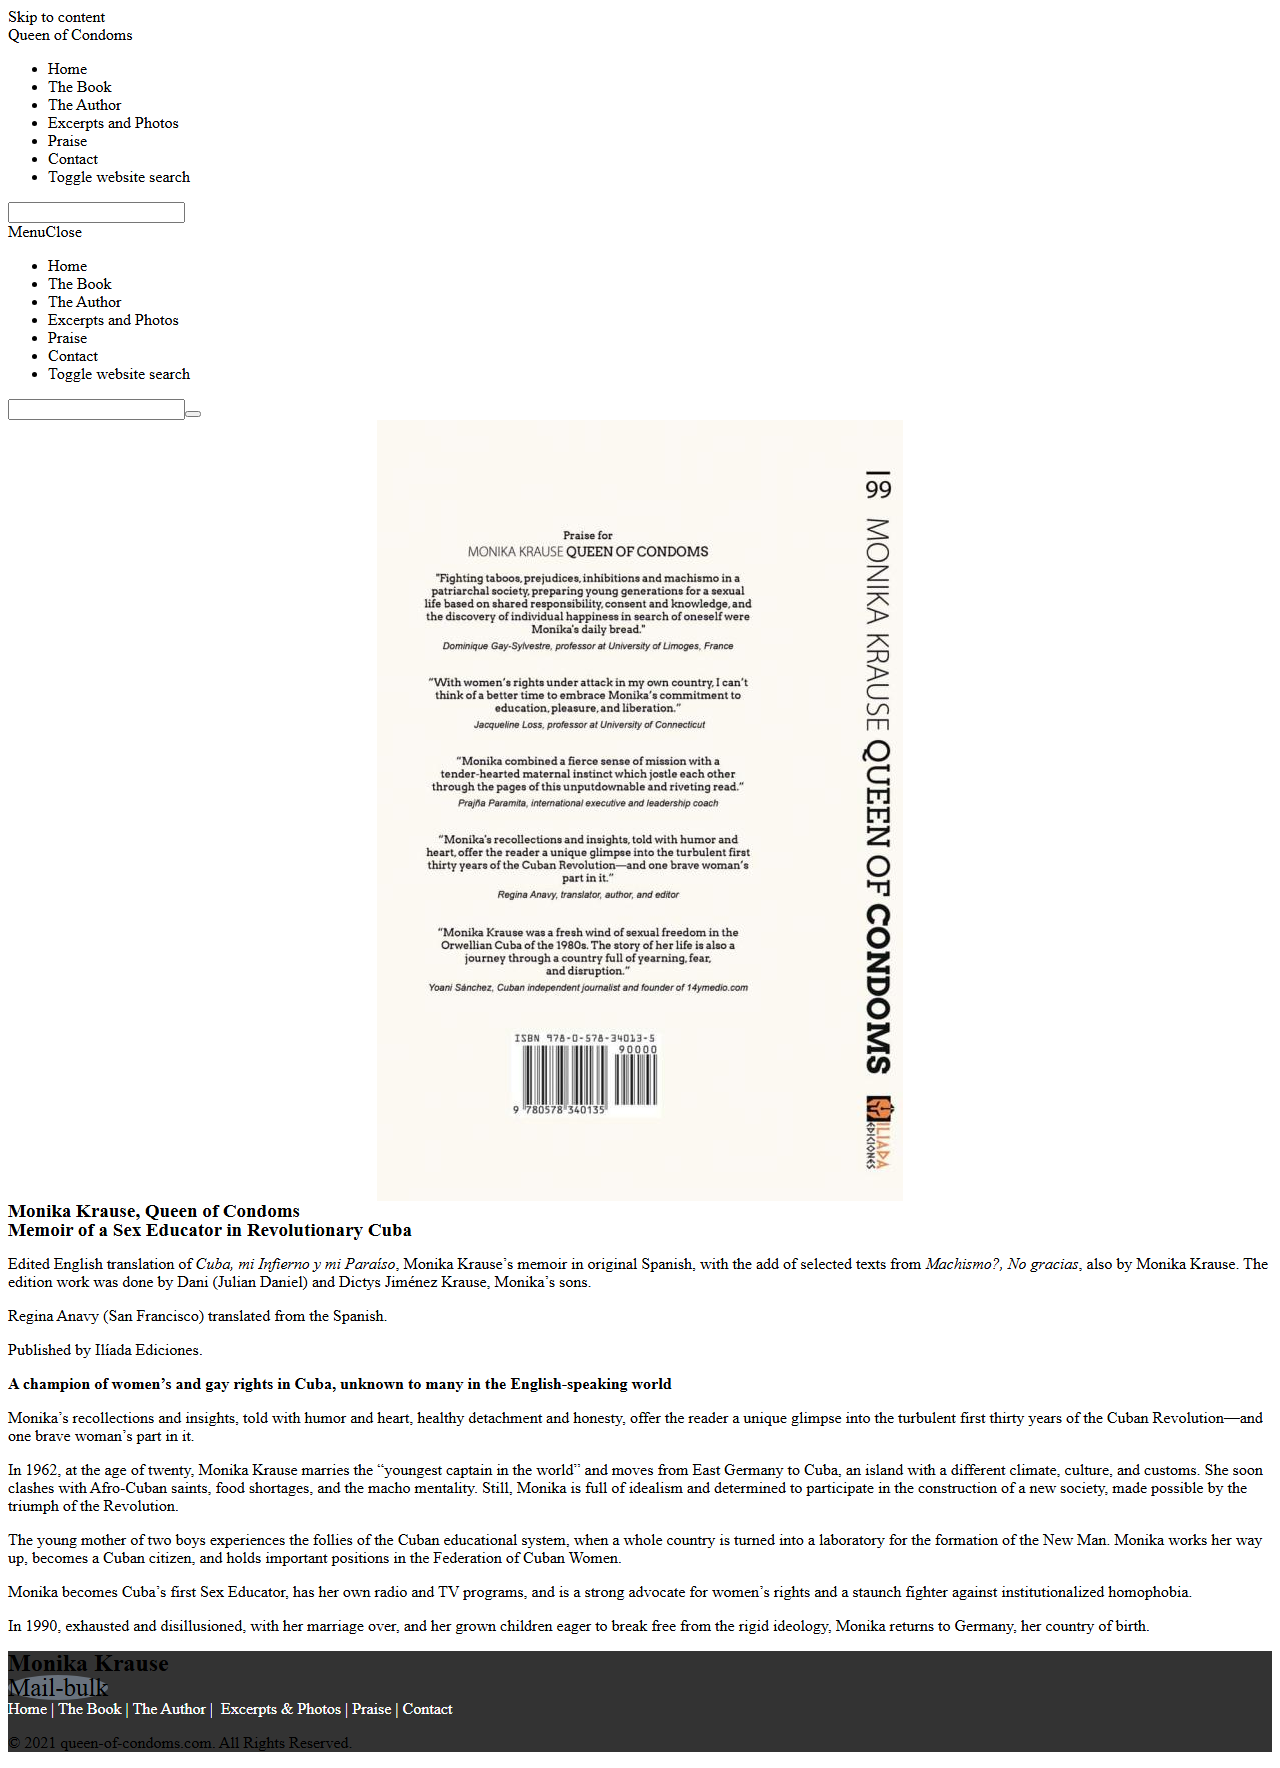 Skip to content
Queen of Condoms
Home
The Book
The Author
Excerpts and Photos
Praise
Contact
Toggle website search
MenuClose
Home
The Book
The Author
Excerpts and Photos
Praise
Contact
Toggle website search
Praise for
MONIKA KRAUSE QUEEN OF CONDOMS
"Fighting taboos, prejudices, inhibitions and machismo in a
patriarchal society, preparing young generations for a sexual
life based on shared responsibility, consent and knowledge, and
the discovery of individual happiness in search of oneself were
Monika's daily bread."
Dominique Gay-Sylvestre, professor at University of Limoges, France
“With women’s rights under attack in my own country, I can’t
think of a better time to embrace Monika’s commitment to
education, pleasure, and liberation.”
Jacqueline Loss, professor at University of Connecticut
“Monika combined a fierce sense of mission with a
tender-hearted maternal instinct which jostle each other
through the pages of this unputdownable and riveting read.”
Prajña Paramita, international executive and leadership coach
“Monika’s recollections and insights, told with humor and
heart, offer the reader a unique glimpse into the turbulent first
thirty years of the Cuban Revolution—and one brave woman’s
part in it.”
Regina Anavy, translator, author, and editor
“Monika Krause was a fresh wind of sexual freedom in the
Orwellian Cuba of the 1980s. The story of her life is also a
journey through a country full of yearning, fear,
and disruption.”
Yoani Sánchez, Cuban independent journalist and founder of 14ymedio.com
ISBN 978-0-578-34013-5
90000
9 780578 340135
99 MONIKA KRAUSE QUEEN OF CONDOMS
ILIADA
EDICIONES
Monika Krause, Queen of Condoms
Memoir of a Sex Educator in Revolutionary Cuba
Edited English translation of Cuba, mi Infierno y mi Paraíso, Monika Krause’s memoir in original Spanish, with the add of selected texts from Machismo?, No gracias, also by Monika Krause. The
edition work was done by Dani (Julian Daniel) and Dictys Jiménez Krause, Monika’s sons.
Regina Anavy (San Francisco) translated from the Spanish.
Published by Ilíada Ediciones.
A champion of women’s and gay rights in Cuba, unknown to many in the English-speaking world
Monika’s recollections and insights, told with humor and heart, healthy detachment and honesty, offer the reader a unique glimpse into the turbulent first thirty years of the Cuban Revolution—and
one brave woman’s part in it.
In 1962, at the age of twenty, Monika Krause marries the “youngest captain in the world” and moves from East Germany to Cuba, an island with a different climate, culture, and customs. She soon
clashes with Afro-Cuban saints, food shortages, and the macho mentality. Still, Monika is full of idealism and determined to participate in the construction of a new society, made possible by the
triumph of the Revolution.
The young mother of two boys experiences the follies of the Cuban educational system, when a whole country is turned into a laboratory for the formation of the New Man. Monika works her way
up, becomes a Cuban citizen, and holds important positions in the Federation of Cuban Women.
Monika becomes Cuba’s first Sex Educator, has her own radio and TV programs, and is a strong advocate for women’s rights and a staunch fighter against institutionalized homophobia.
In 1990, exhausted and disillusioned, with her marriage over, and her grown children eager to break free from the rigid ideology, Monika returns to Germany, her country of birth.
Monika Krause
Mail-bulk
Home | The Book | The Author | Excerpts & Photos | Praise | Contact
© 2021 queen-of-condoms.com. All Rights Reserved.